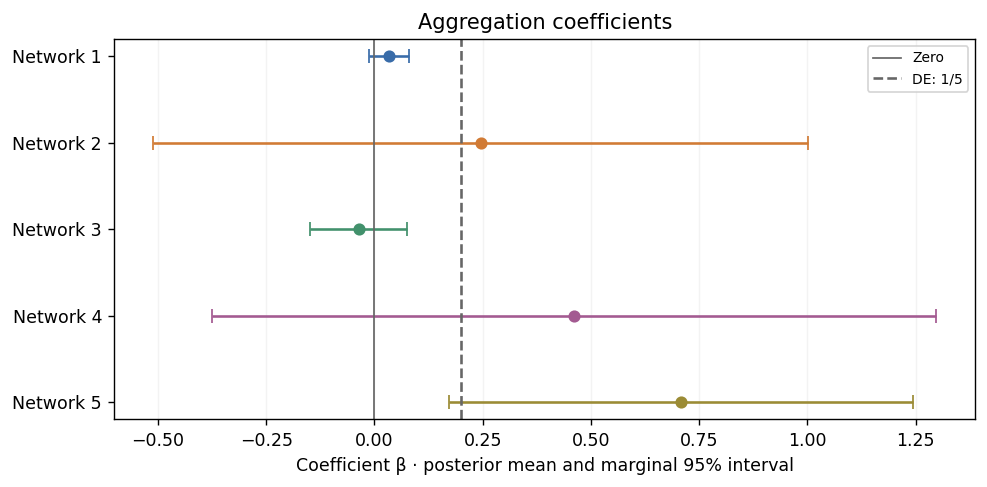 Aggregation coefficients
Zero
DE: 1/5
Network 1
Network 2
Network 3
Network 4
Network 5
−0.50 −0.25 0.00 0.25 0.50 0.75 1.00 1.25
Coefficient β · posterior mean and marginal 95% interval